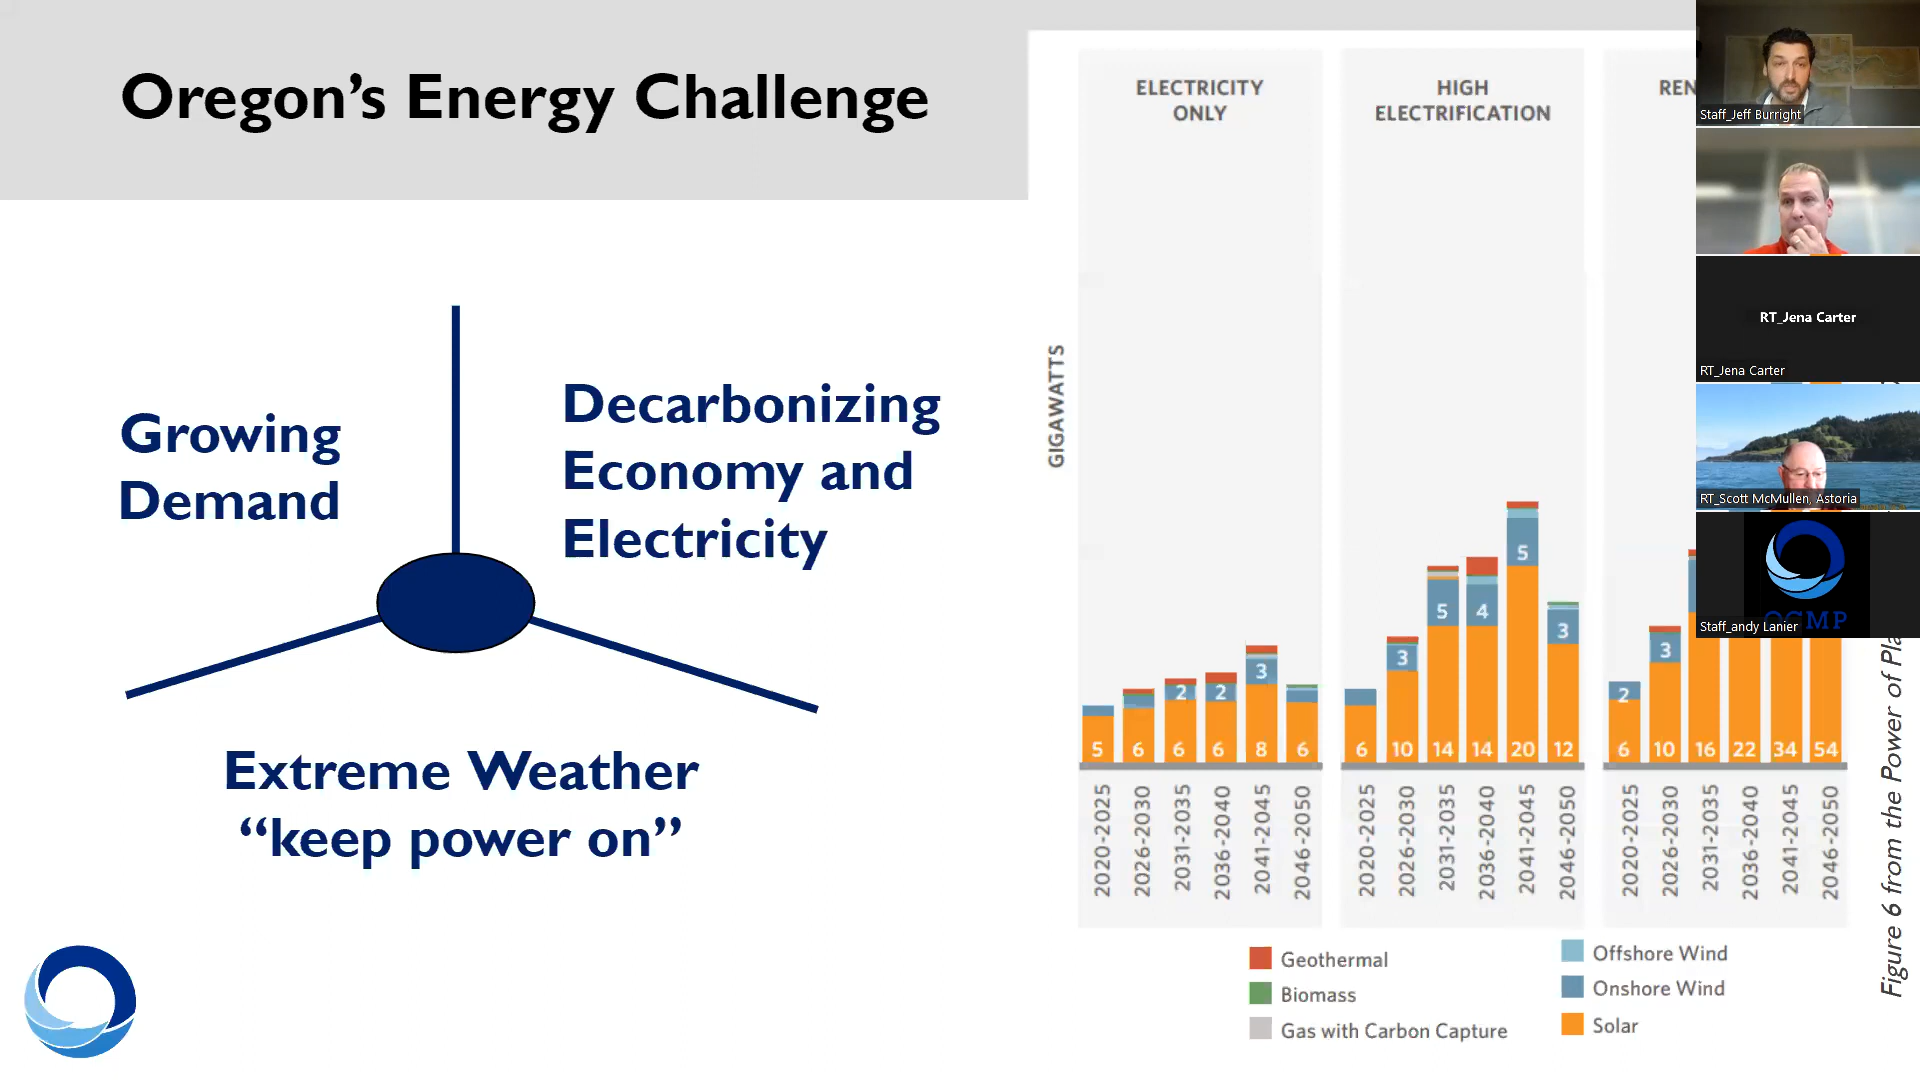 Oregon's Energy Challenge
Growing
Demand
Decarbonizing
Economy and
Electricity
Extreme Weather
“keep power on”
GIGAWATTS
ELECTRICITY
ONLY
5 6 6 6 8 6
2 2 3
2020-2025 2026-2030 2031-2035 2036-2040 2041-2045 2046-2050
HIGH
ELECTRIFICATION
3 5 4 5 3
6 10 14 14 20 12
2020-2025 2026-2030 2031-2035 2036-2040 2041-2045 2046-2050
REN
2 3
6 10 16 22 34 54
2020-2025 2026-2030 2031-2035 2036-2040 2041-2045 2046-2050
Geothermal
Biomass
Gas with Carbon Capture
Offshore Wind
Onshore Wind
Solar
Figure 6 from the Power of Pla
Staff_Jeff Burright
RT_Jena Carter
RT_Jena Carter
RT_Scott McMullen, Astoria
OCMP
Staff_andy Lanier